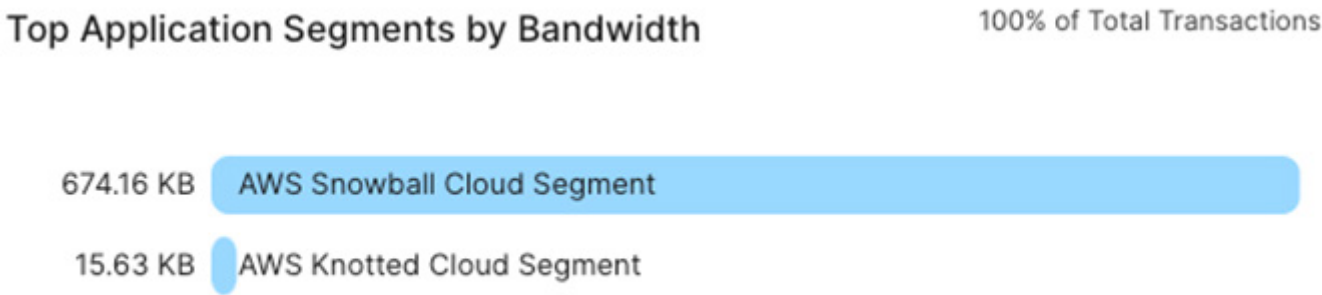 Top Application Segments by Bandwidth
100% of Total Transactions
674.16 KB AWS Snowball Cloud Segment
15.63 KB AWS Knotted Cloud Segment